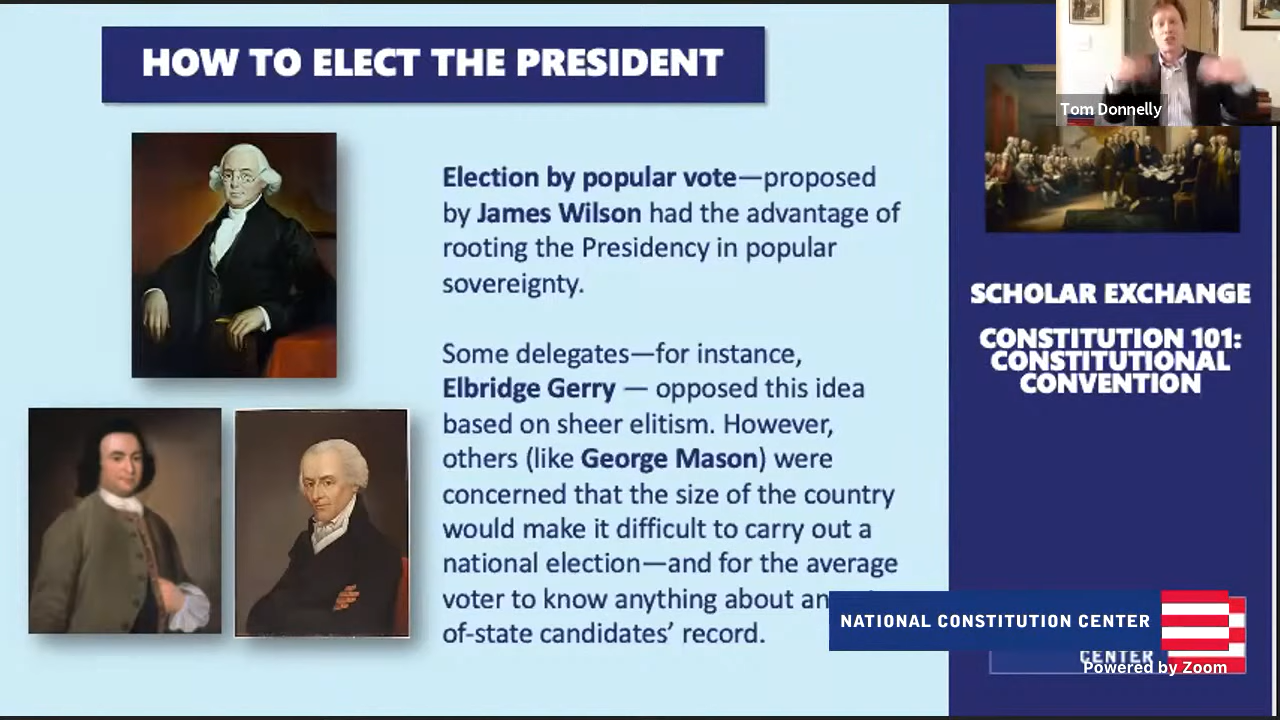 HOW TO ELECT THE PRESIDENT
Election by popular vote—proposed
by James Wilson had the advantage of
rooting the Presidency in popular
sovereignty.
Some delegates—for instance,
Elbridge Gerry — opposed this idea
based on sheer elitism. However,
others (like George Mason) were
concerned that the size of the country
would make it difficult to carry out a
national election—and for the average
voter to know anything about an
of-state candidates’ record.
Tom Donnelly
SCHOLAR EXCHANGE
CONSTITUTION 101:
CONSTITUTIONAL
CONVENTION
NATIONAL CONSTITUTION CENTER
CENTER
Powered by Zoom